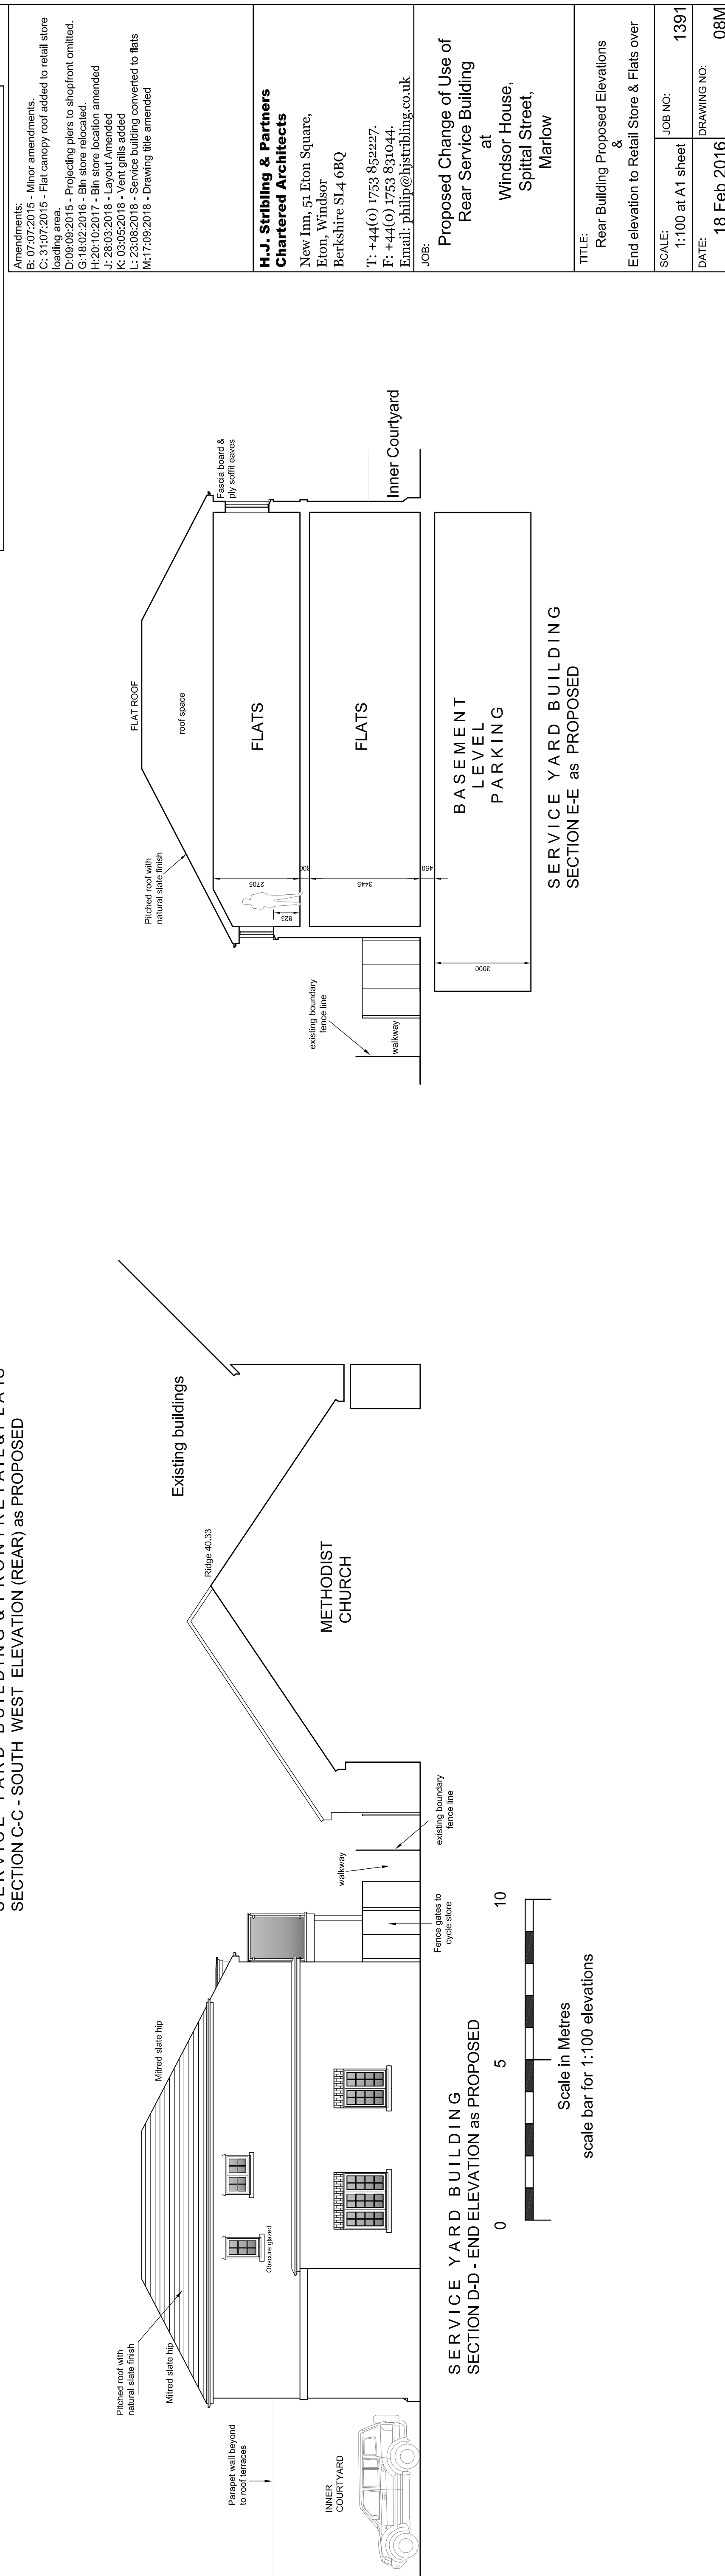 SERVICE YARD BUILDING & FRONT RETAIL & FLATS
SECTION C-C - SOUTH WEST ELEVATION (REAR) as PROPOSED
Pitched roof with
natural slate finish
Mitred slate hip
Mitred slate hip
Parapet wall beyond
to roof terraces
INNER
COURTYARD
Obscure glazed
walkway
Fence gates to
cycle store
existing boundary
fence line
Ridge 40.33
METHODIST
CHURCH
Existing buildings
SERVICE YARD BUILDING
SECTION D-D - END ELEVATION as PROPOSED
0
5
10
Scale in Metres
scale bar for 1:100 elevations
Pitched roof with
natural slate finish
FLAT ROOF
roof space
Fascia board &
ply soffit eaves
FLATS
2705
823
300
FLATS
3445
450
existing boundary
fence line
walkway
Inner Courtyard
BASEMENT
LEVEL
PARKING
3000
SERVICE YARD BUILDING
SECTION E-E as PROPOSED
Amendments:
B: 07:07:2015 - Minor amendments.
C: 31:07:2015 - Flat canopy roof added to retail store
loading area.
D:09:09:2015 - Projecting piers to shopfront omitted.
G:18:02:2016 - Bin store relocated.
H:20:10:2017 - Bin store location amended
J: 28:03:2018 - Layout Amended
K: 03:05:2018 - Vent grills added
L: 23:08:2018 - Service building converted to flats
M:17:09:2018 - Drawing title amended
H.J. Stribling & Partners
Chartered Architects
New Inn, 51 Eton Square,
Eton, Windsor
Berkshire SL4 6BQ
T: +44(0) 1753 852227.
F: +44(0) 1753 831044.
Email: philip@hjstribling.co.uk
JOB:
Proposed Change of Use of
Rear Service Building
at
Windsor House,
Spittal Street,
Marlow
TITLE:
Rear Building Proposed Elevations
&
End elevation to Retail Store & Flats over
SCALE:
1:100 at A1 sheet
JOB NO:
1391
DATE:
18 Feb 2016
DRAWING NO:
08M